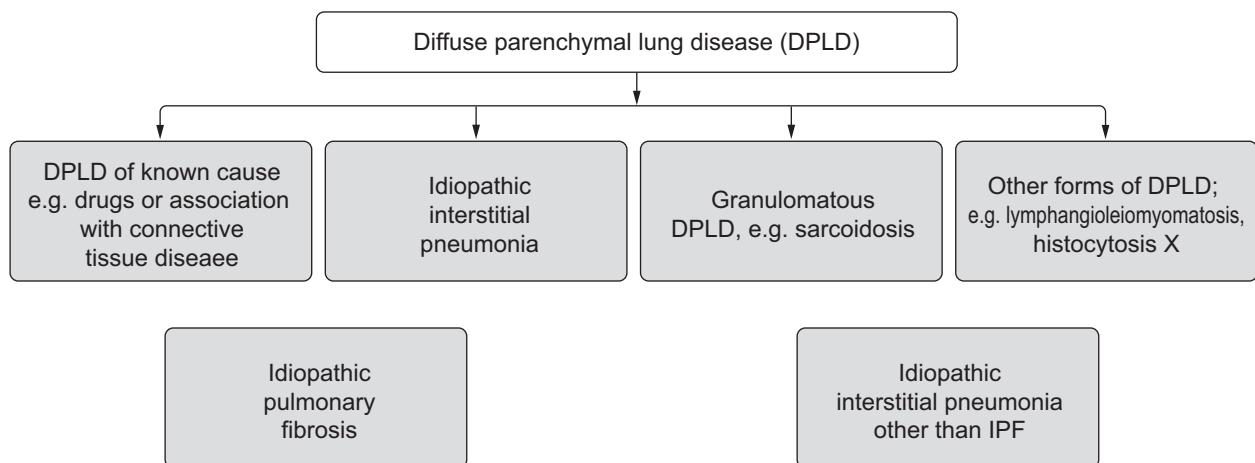 Diffuse parenchymal lung disease (DPLD)
DPLD of known cause
e.g. drugs or association
with connective
tissue diseaee
Idiopathic
interstitial
pneumonia
Granulomatous
DPLD, e.g. sarcoidosis
Other forms of DPLD;
e.g. lymphangioleiomyomatosis,
histocytosis X
Idiopathic
pulmonary
fibrosis
Idiopathic
interstitial pneumonia
other than IPF